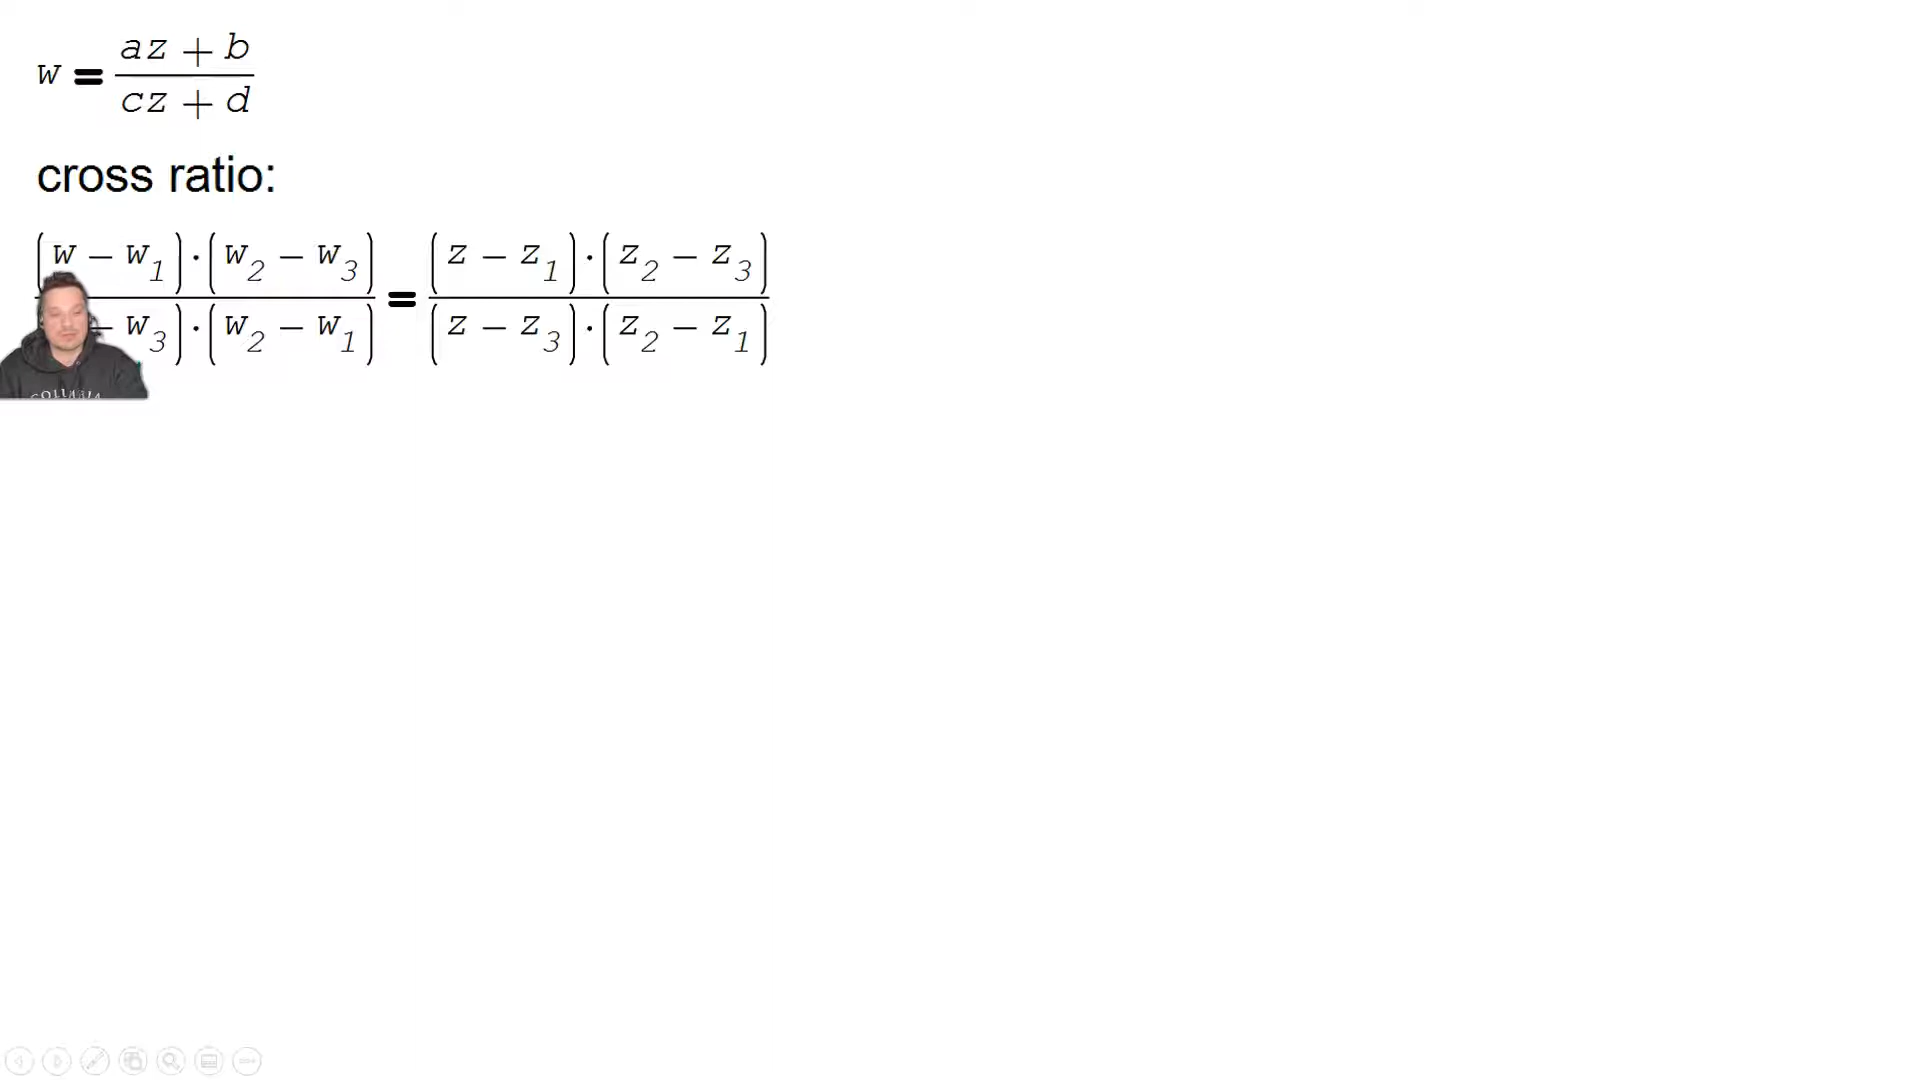 w = (az + b)/(cz + d)
cross ratio:
((w − w₁)·(w₂ − w₃))/( − w₃)·(w₂ − w₁)) = ((z − z₁)·(z₂ − z₃))/((z − z₃)·(z₂ − z₁))